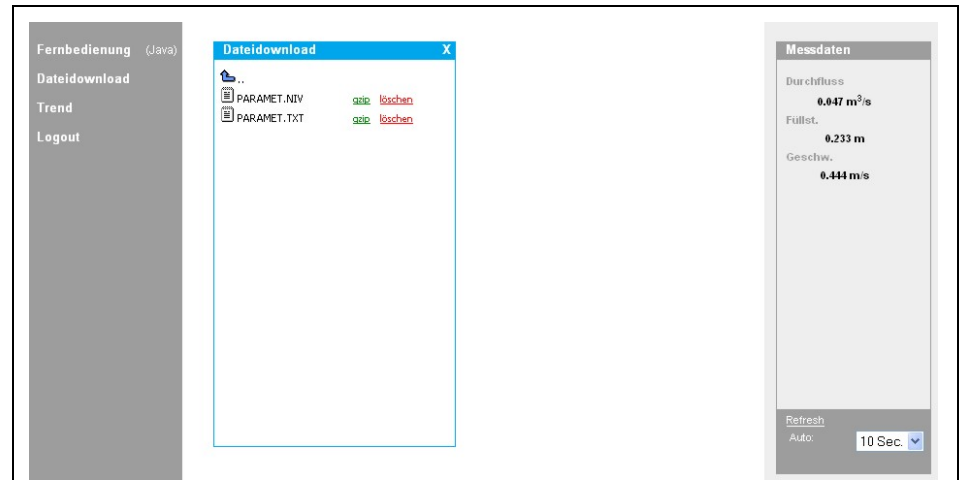 Fernbedienung (Java)
Dateidownload
Trend
Logout
Dateidownload X
..
PARAMET.NIV gzip löschen
PARAMET.TXT gzip löschen
Messdaten
Durchfluss
0.047 m³/s
Füllst.
0.233 m
Geschw.
0.444 m/s
Refresh
Auto: 10 Sec.